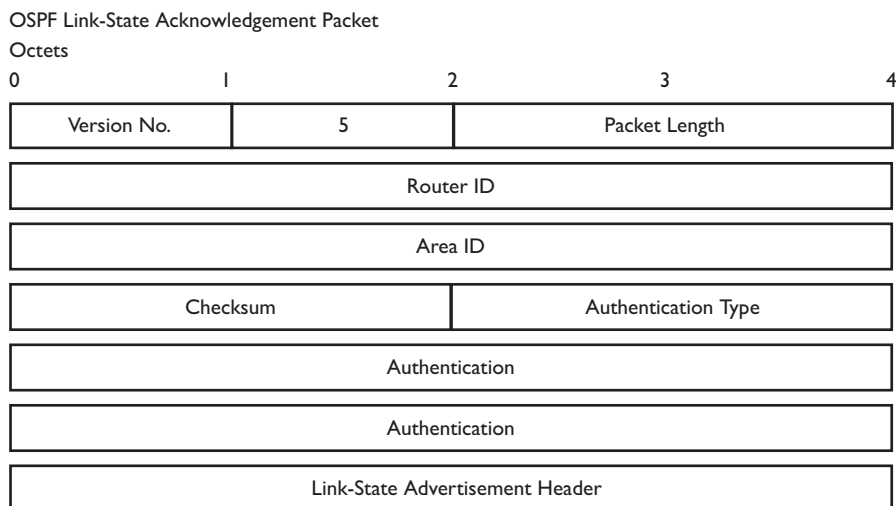 OSPF Link-State Acknowledgement Packet
Octets
0 1 2 3 4
Version No. 5 Packet Length
Router ID
Area ID
Checksum Authentication Type
Authentication
Authentication
Link-State Advertisement Header